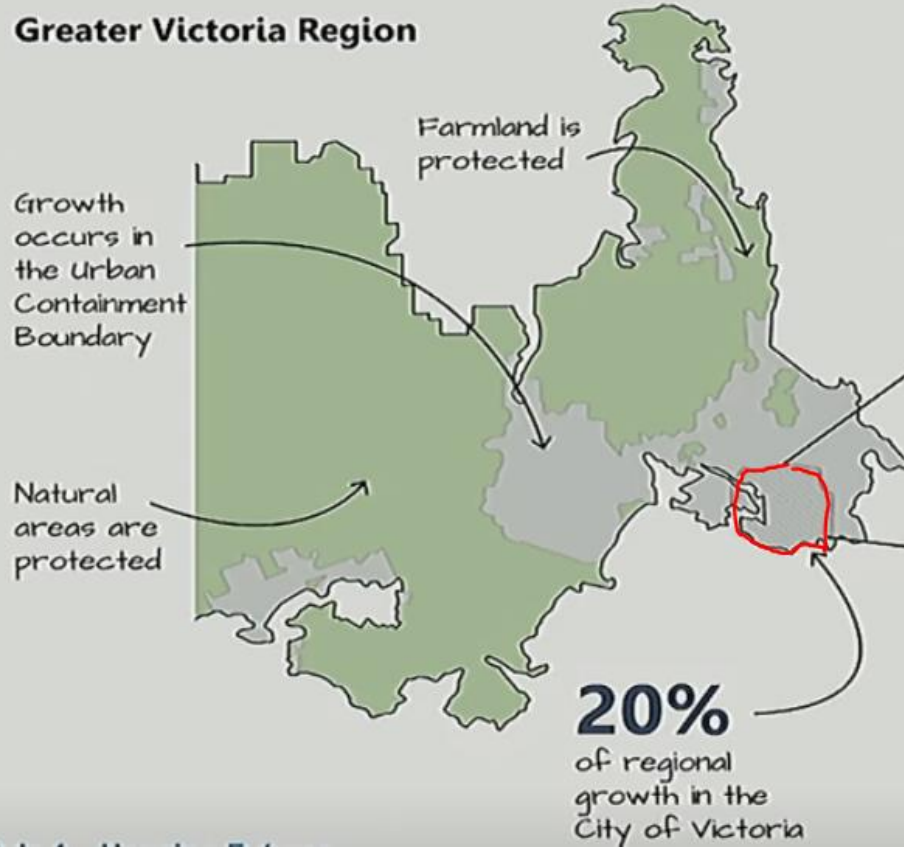 Greater Victoria Region
Farmland is
protected
Growth
occurs in
the Urban
Containment
Boundary
Natural
areas are
protected
20%
of regional
growth in the
City of Victoria